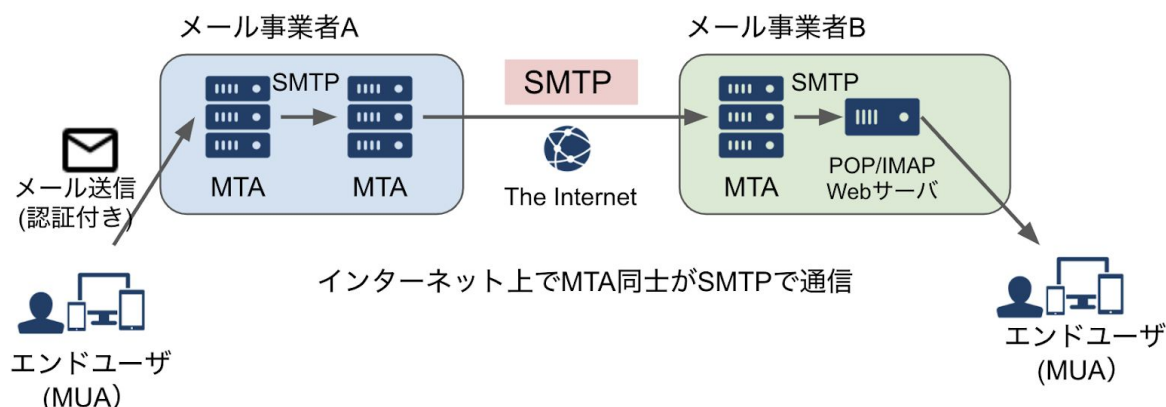 メール事業者A
メール事業者B
SMTP
SMTP
SMTP
MTA
MTA
The Internet
MTA
POP/IMAP
Webサーバ
メール送信
(認証付き)
インターネット上でMTA同士がSMTPで通信
エンドユーザ
(MUA）
エンドユーザ
(MUA）